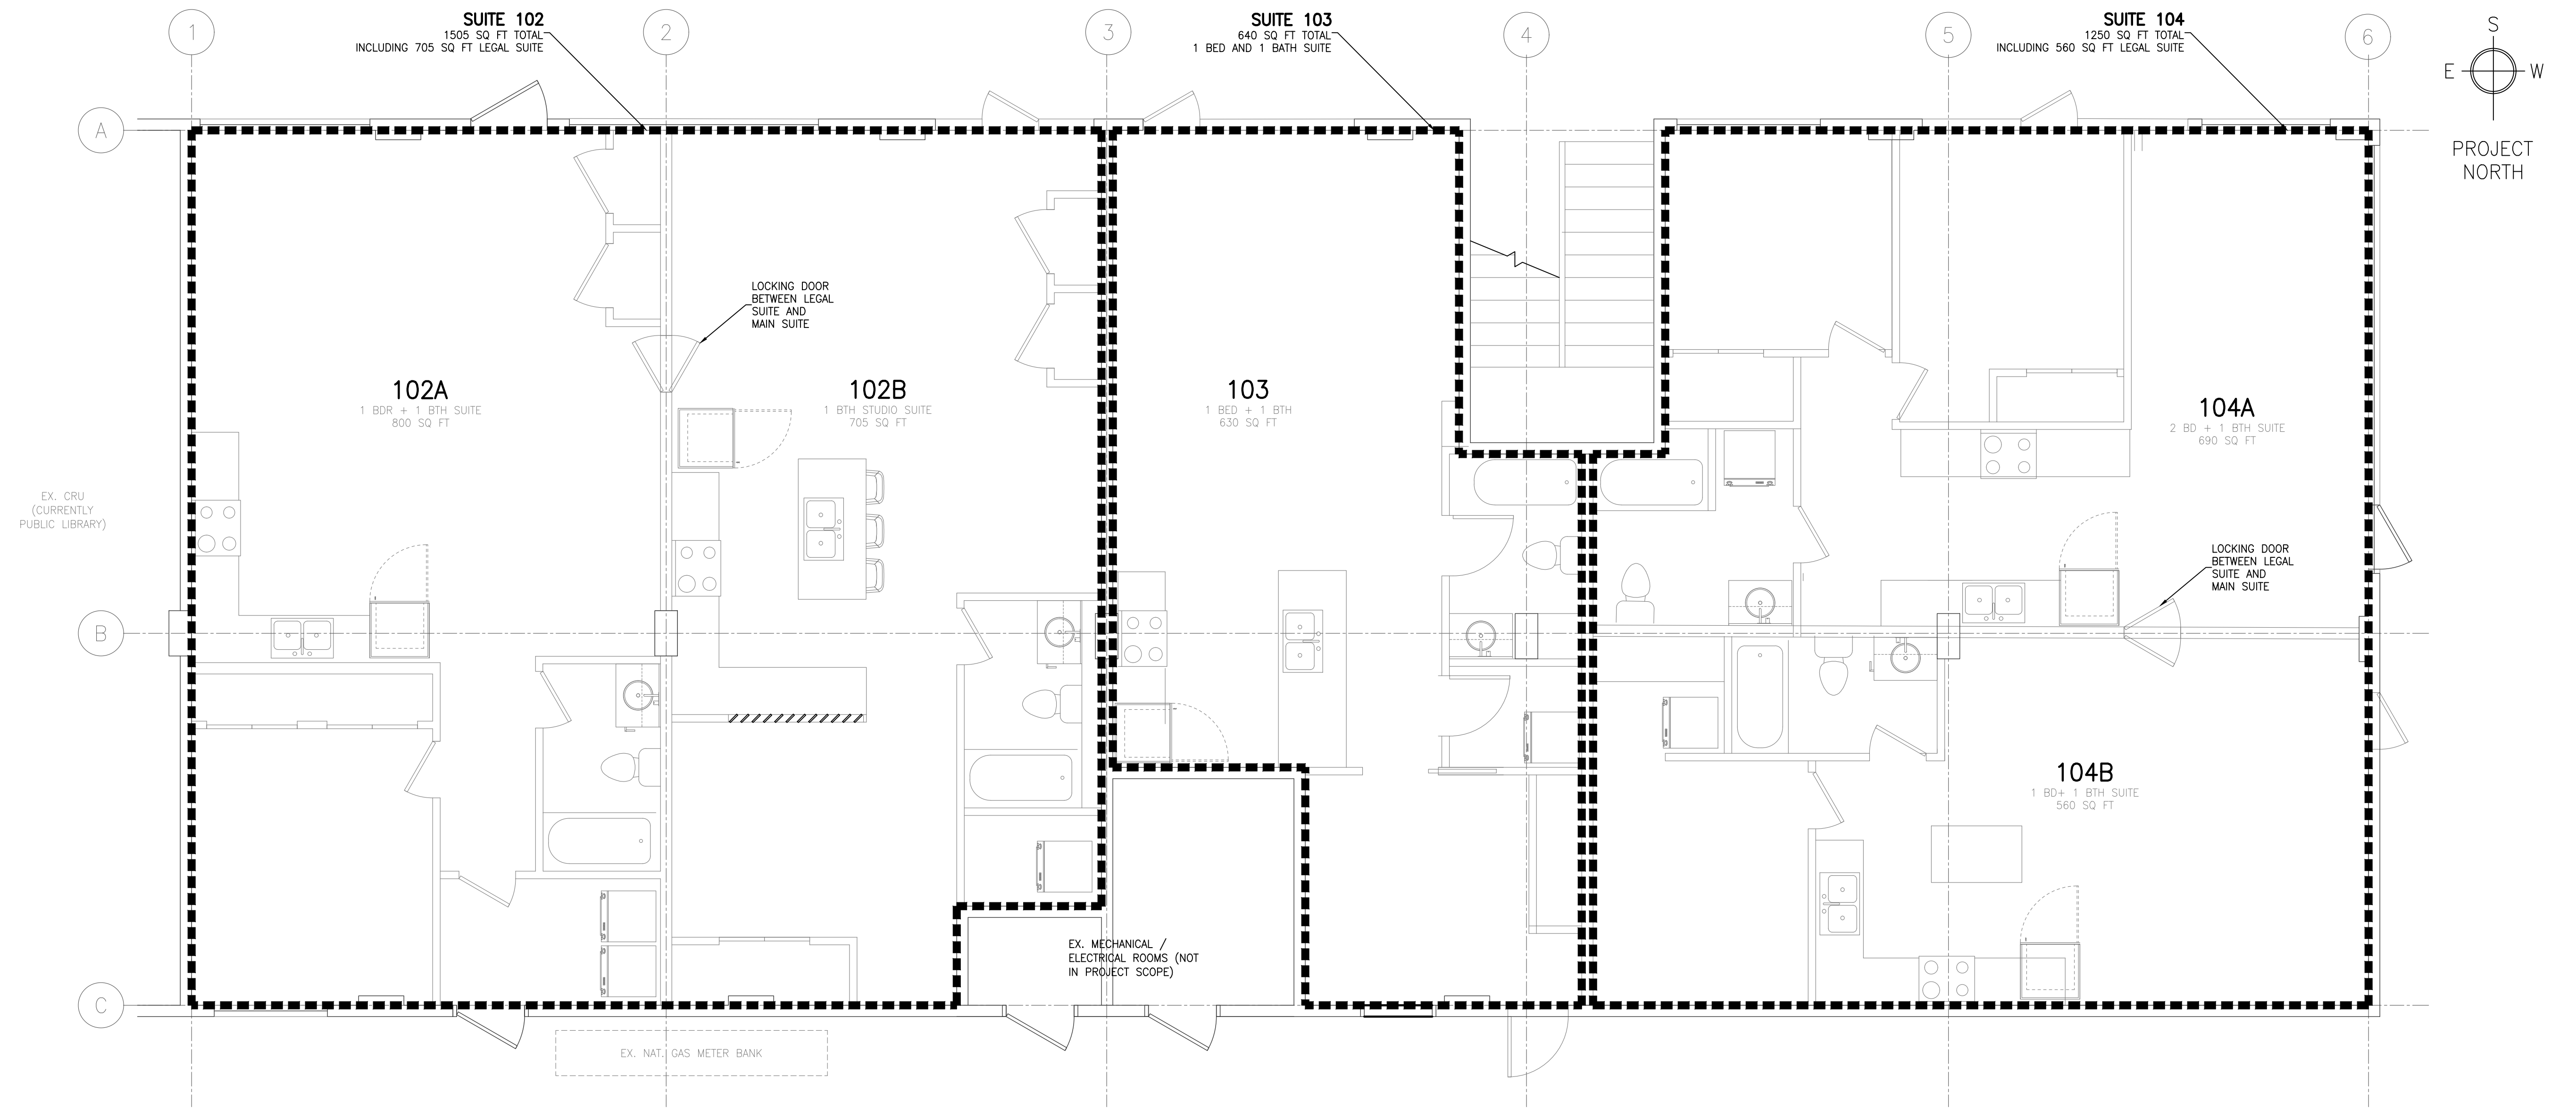 1
2
3
4
5
6
SUITE 102
1505 SQ FT TOTAL
INCLUDING 705 SQ FT LEGAL SUITE
SUITE 103
640 SQ FT TOTAL
1 BED AND 1 BATH SUITE
SUITE 104
1250 SQ FT TOTAL
INCLUDING 560 SQ FT LEGAL SUITE
S
E
W
PROJECT
NORTH
A
LOCKING DOOR
BETWEEN LEGAL
SUITE AND
MAIN SUITE
102A
1 BDR + 1 BTH SUITE
800 SQ FT
102B
1 BTH STUDIO SUITE
705 SQ FT
103
1 BED + 1 BTH
630 SQ FT
104A
2 BD + 1 BTH SUITE
690 SQ FT
EX. CRU
(CURRENTLY
PUBLIC LIBRARY)
LOCKING DOOR
BETWEEN LEGAL
SUITE AND
MAIN SUITE
B
104B
1 BD+ 1 BTH SUITE
560 SQ FT
EX. MECHANICAL /
ELECTRICAL ROOMS (NOT
IN PROJECT SCOPE)
C
EX. NAT. GAS METER BANK